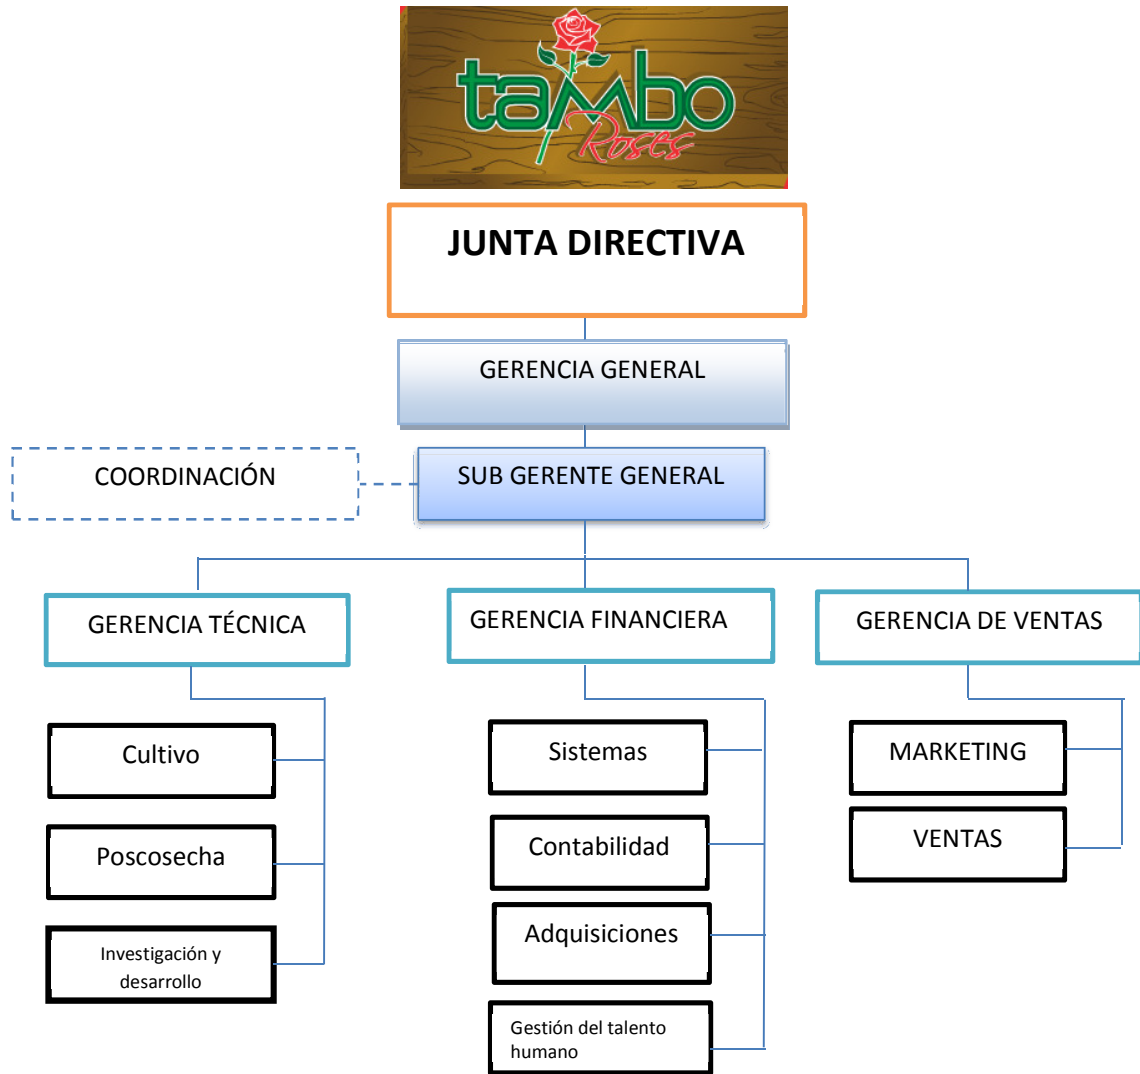 tambo
Roses
JUNTA DIRECTIVA
GERENCIA GENERAL
COORDINACIÓN
SUB GERENTE GENERAL
GERENCIA TÉCNICA
GERENCIA FINANCIERA
GERENCIA DE VENTAS
Cultivo
Poscosecha
Investigación y
desarrollo
Sistemas
Contabilidad
Adquisiciones
Gestión del talento
humano
MARKETING
VENTAS